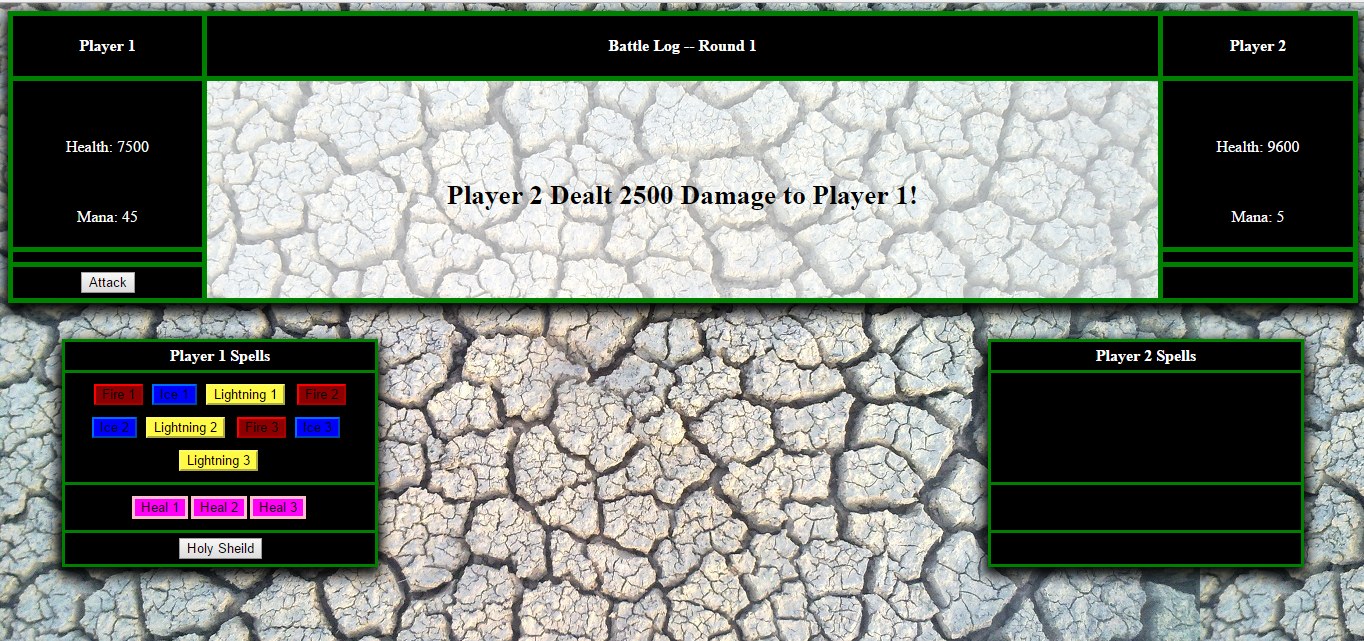 Player 1
Battle Log -- Round 1
Player 2
Health: 7500
Health: 9600
Player 2 Dealt 2500 Damage to Player 1!
Mana: 45
Mana: 5
Attack
Player 1 Spells
Player 2 Spells
Fire 1 Ice 1 Lightning 1 Fire 2
Ice 2 Lightning 2 Fire 3 Ice 3
Lightning 3
Heal 1 Heal 2 Heal 3
Holy Sheild